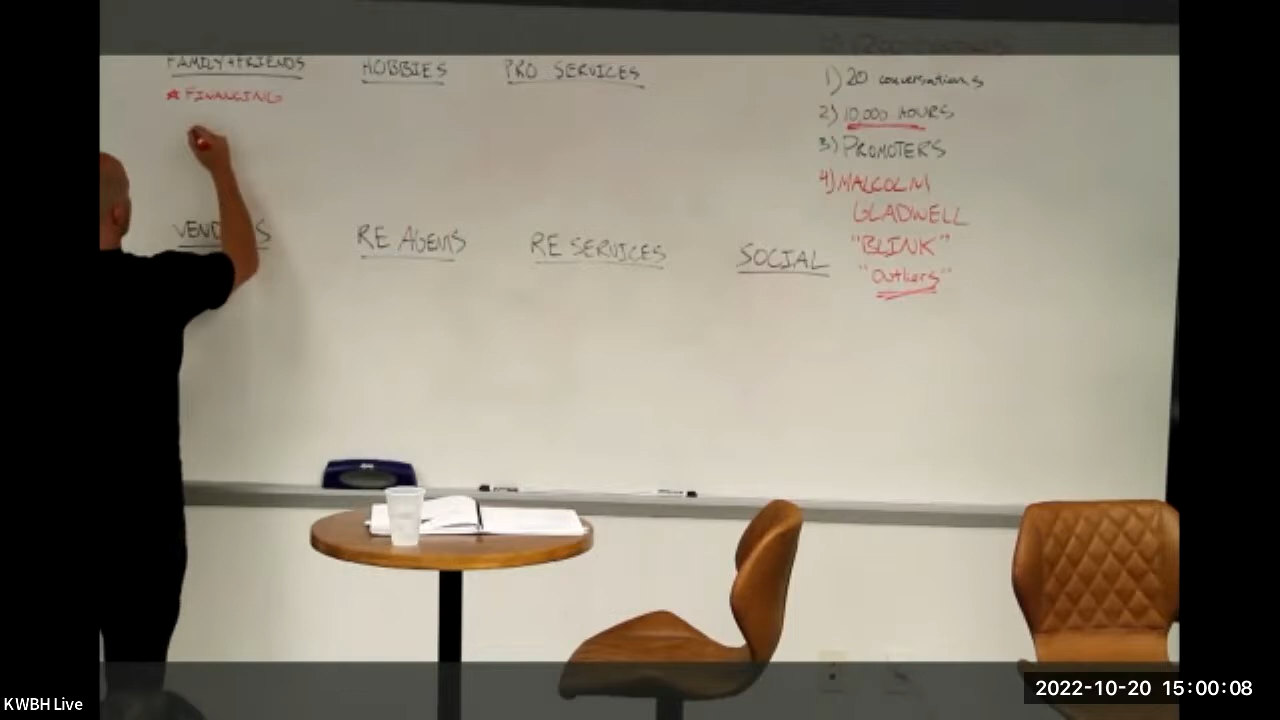 FAMILY + FRIENDS
* FINANCING
HOBBIES
PRO SERVICES
VEND S
RE AGENTS
RE SERVICES
SOCIAL
1) 20 conversations
2) 10,000 HOURS
3) PROMOTERS
4) MALCOLM
GLADWELL
"BLINK"
"Outliers"
KWBH Live
2022-10-20 15:00:08